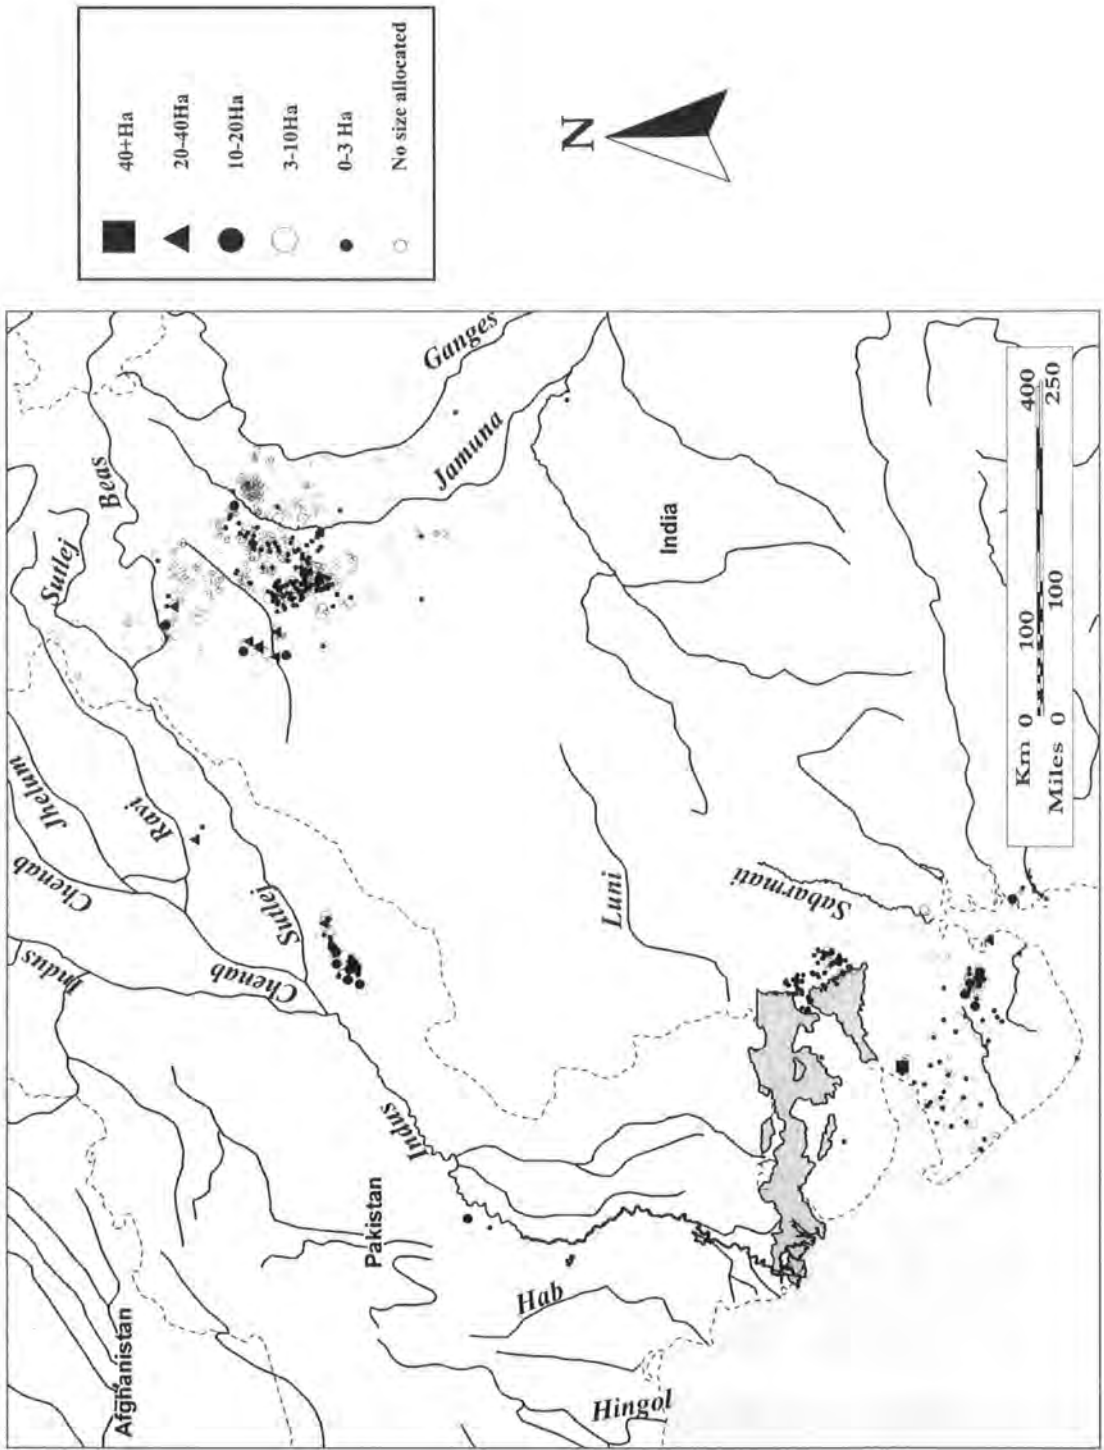 40+Ha
20-40Ha
10-20Ha
3-10Ha
0-3 Ha
No size allocated
N
Afghanistan
Pakistan
India
Hingol
Hab
Indus
Indus
Chenab
Chenab
Jhelum
Ravi
Sutlej
Sutlej
Beas
Ganges
Jamuna
Luni
Sabarmati
Km 0 100 400
Miles 0 100 250